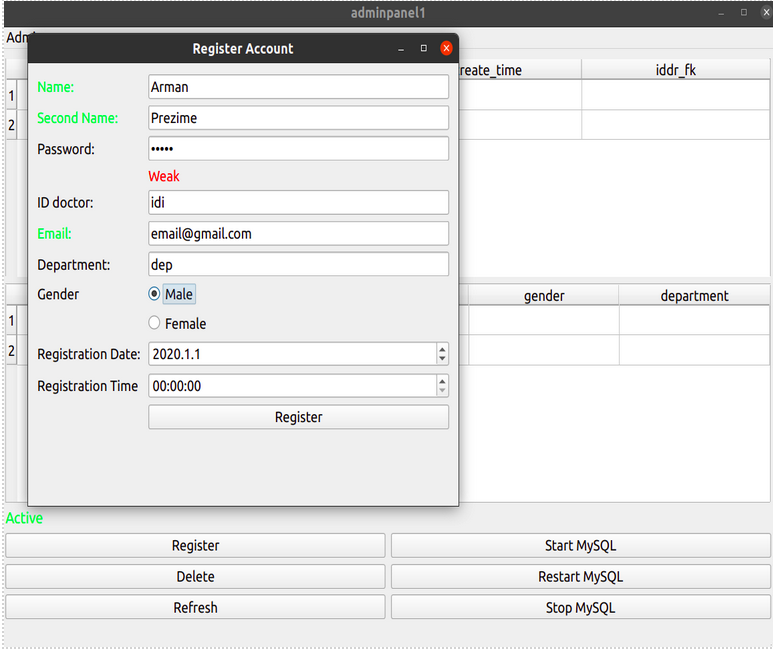 adminpanel1
Register Account
Name: Arman
Second Name: Prezime
Password: •••••
Weak
ID doctor: idi
Email: email@gmail.com
Department: dep
Gender Male
Female
Registration Date: 2020.1.1
Registration Time 00:00:00
Register
iddr_fk
1
2
gender department
1
2
Active
Register Start MySQL
Delete Restart MySQL
Refresh Stop MySQL